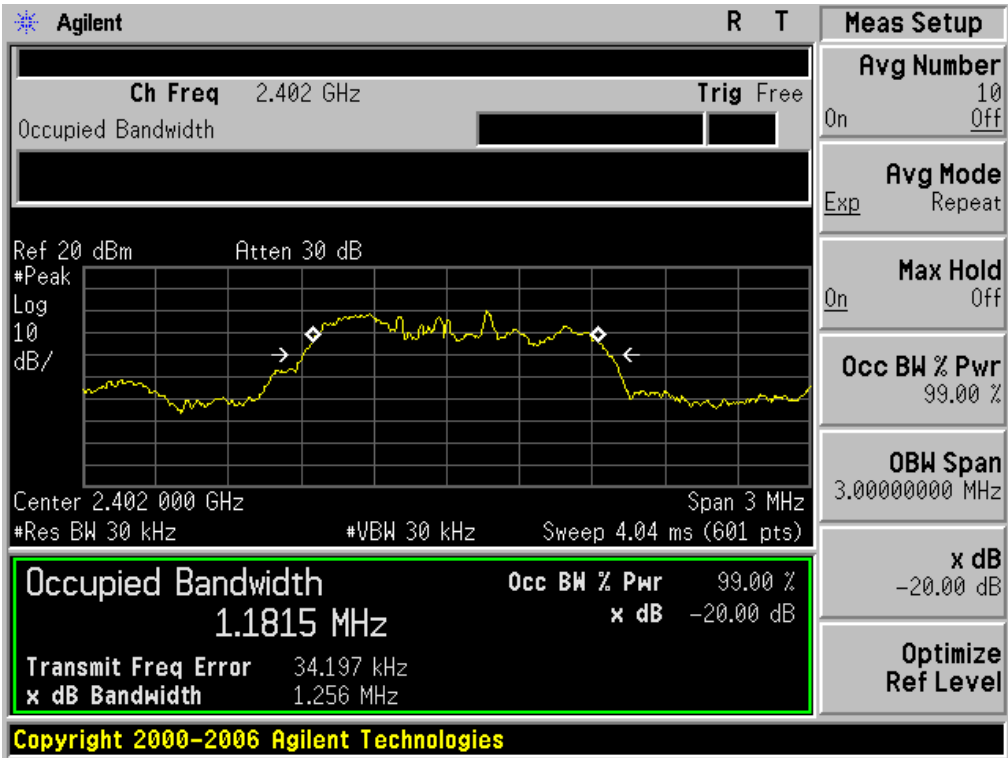 Agilent R T
Ch Freq 2.402 GHz Trig Free
Occupied Bandwidth
Ref 20 dBm Atten 30 dB
#Peak
Log
10
dB/
Center 2.402 000 GHz Span 3 MHz
#Res BW 30 kHz #VBW 30 kHz Sweep 4.04 ms (601 pts)
Occupied Bandwidth Occ BW % Pwr 99.00 %
1.1815 MHz x dB -20.00 dB
Transmit Freq Error 34.197 kHz
x dB Bandwidth 1.256 MHz
Copyright 2000-2006 Agilent Technologies
Meas Setup
Avg Number
10
On Off
Avg Mode
Exp Repeat
Max Hold
On Off
Occ BW % Pwr
99.00 %
OBW Span
3.00000000 MHz
x dB
-20.00 dB
Optimize
Ref Level